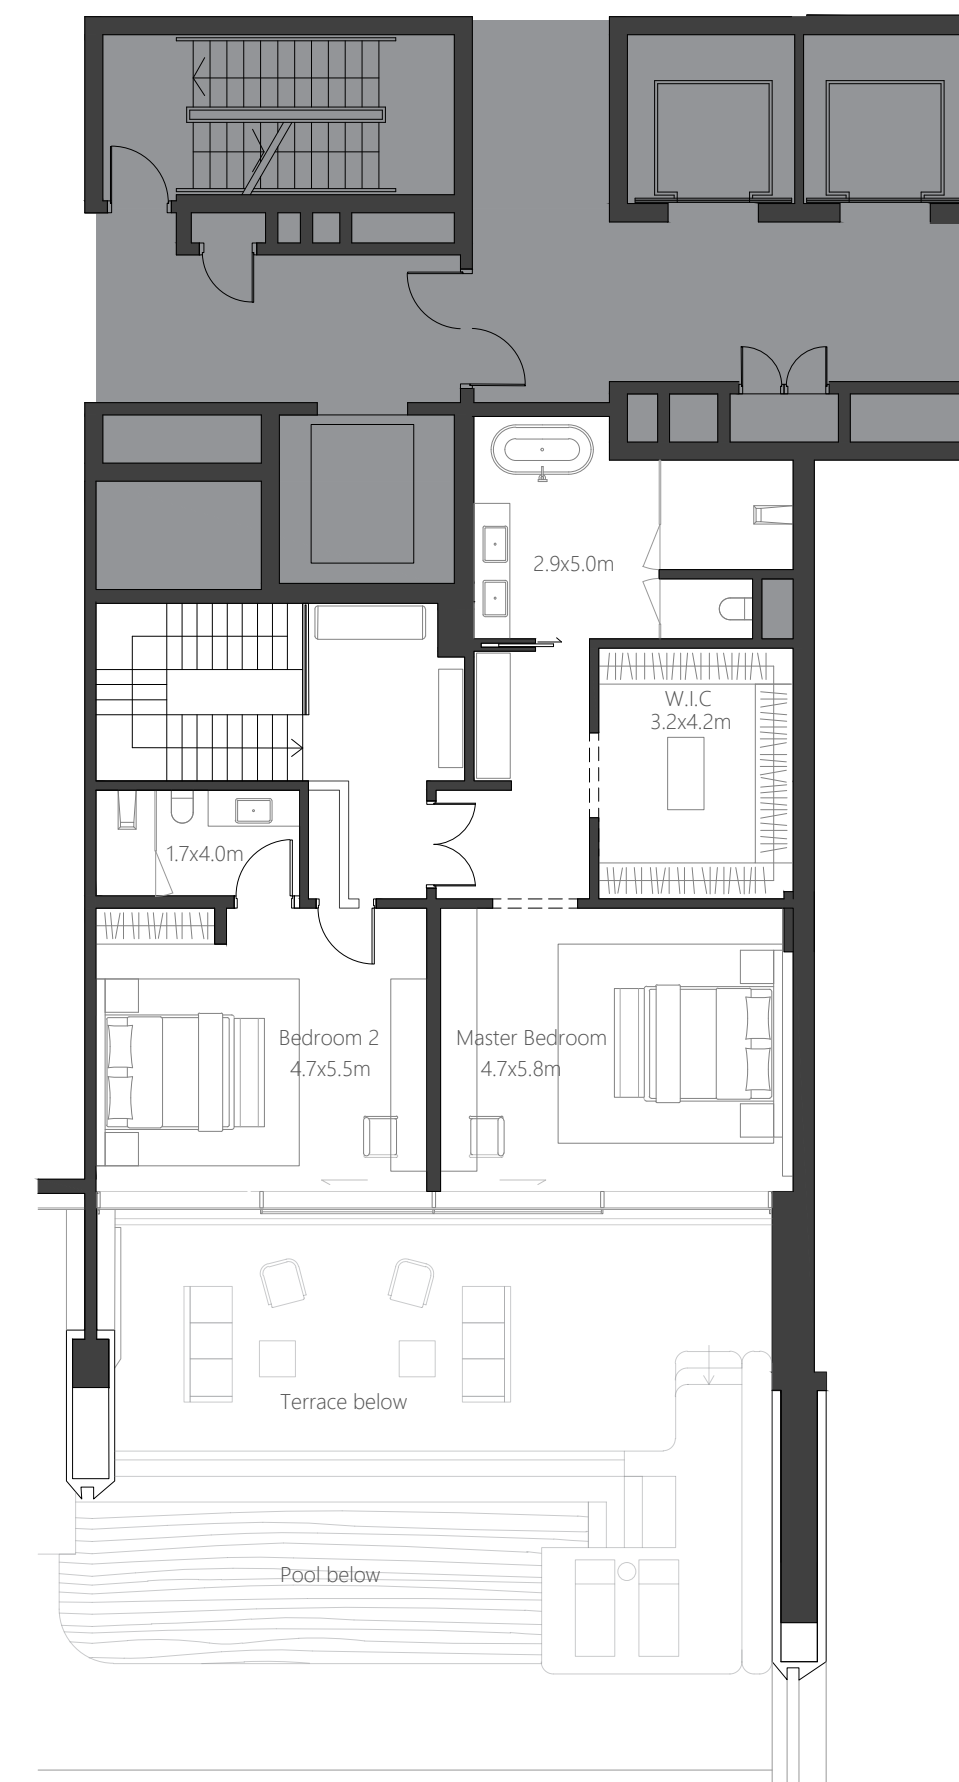 2.9x5.0m
W.I.C
3.2x4.2m
1.7x4.0m
Bedroom 2
4.7x5.5m
Master Bedroom
4.7x5.8m
Terrace below
Pool below